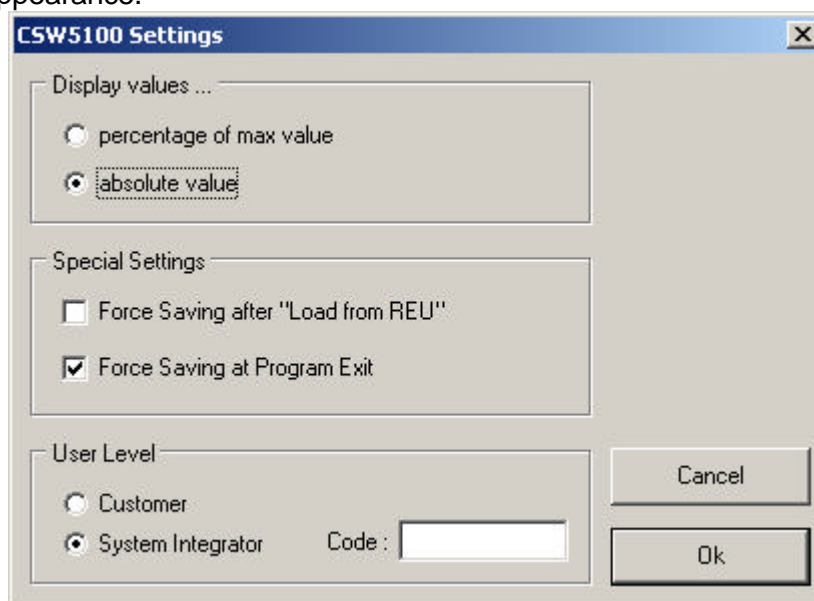 appearance.
CSW5100 Settings
Display values ...
percentage of max value
absolute value
Special Settings
Force Saving after "Load from REU"
Force Saving at Program Exit
User Level
Customer
System Integrator Code :
Cancel
Ok